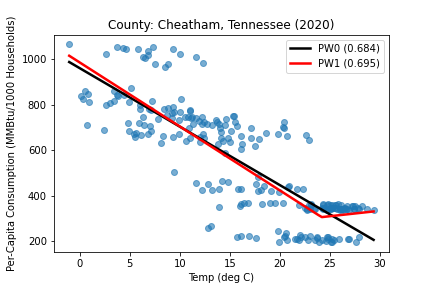 County: Cheatham, Tennessee (2020)
PW0 (0.684)
PW1 (0.695)
Per-Capita Consumption (MMBtu/1000 Households)
1000
800
600
400
200
0
5
10
15
20
25
30
Temp (deg C)